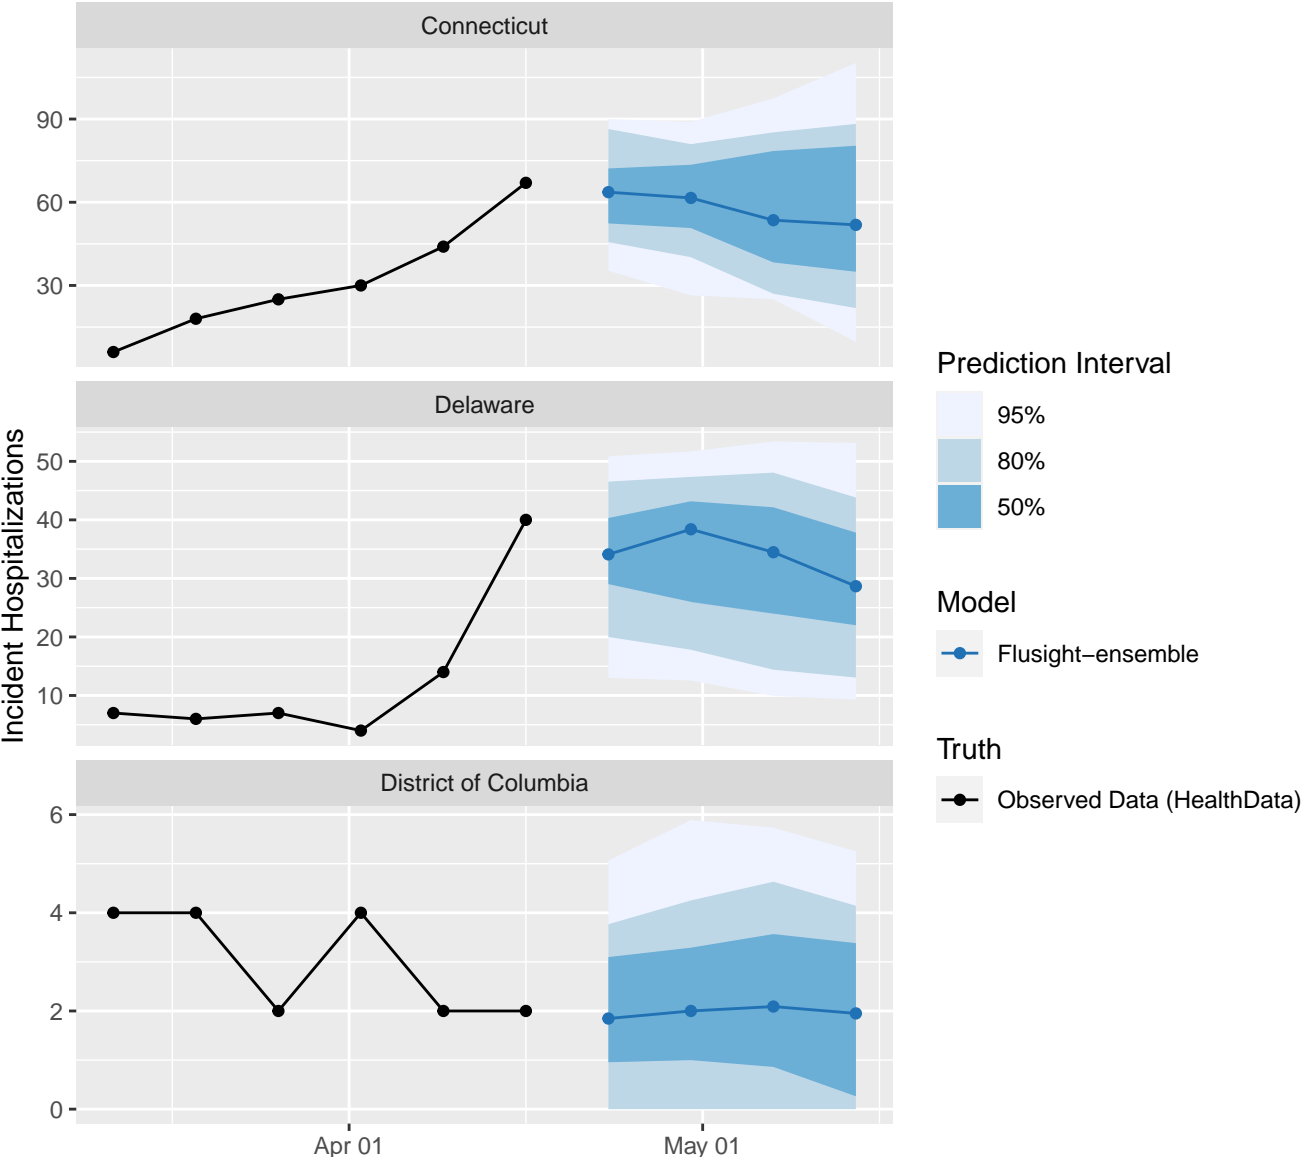 Connecticut
90
60
30
Delaware
50
40
30
20
10
District of Columbia
6
4
2
0
Apr 01
May 01
Incident Hospitalizations
Prediction Interval
95%
80%
50%
Model
Flusight−ensemble
Truth
Observed Data (HealthData)